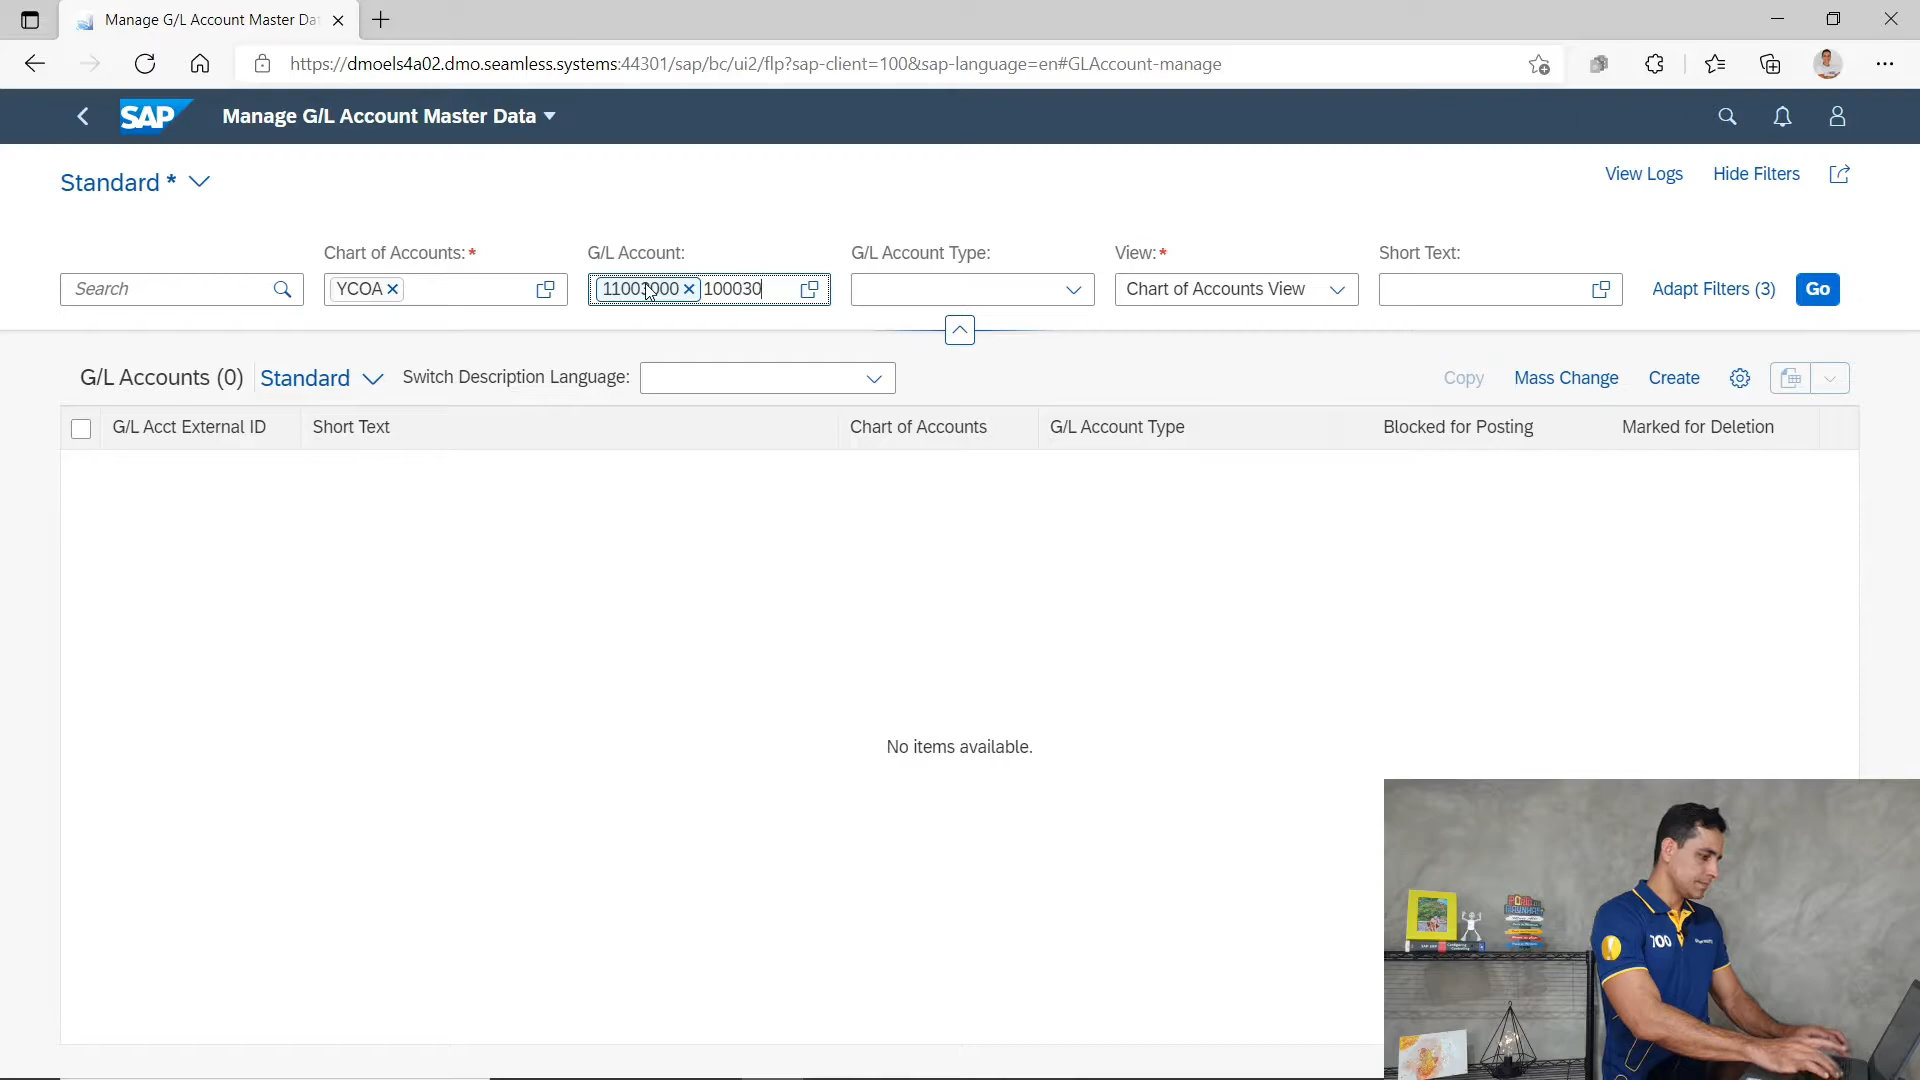 Manage G/L Account Master Da
https://dmoels4a02.dmo.seamless.systems:44301/sap/bc/ui2/flp?sap-client=100&sap-language=en#GLAccount-manage
SAP Manage G/L Account Master Data
Standard *
View Logs Hide Filters
Chart of Accounts:* G/L Account: G/L Account Type: View:* Short Text:
Search YCOA 100030 Chart of Accounts View Adapt Filters (3) Go
G/L Accounts (0) Standard Switch Description Language: Copy Mass Change Create
G/L Acct External ID Short Text Chart of Accounts G/L Account Type Blocked for Posting Marked for Deletion
No items available.
700